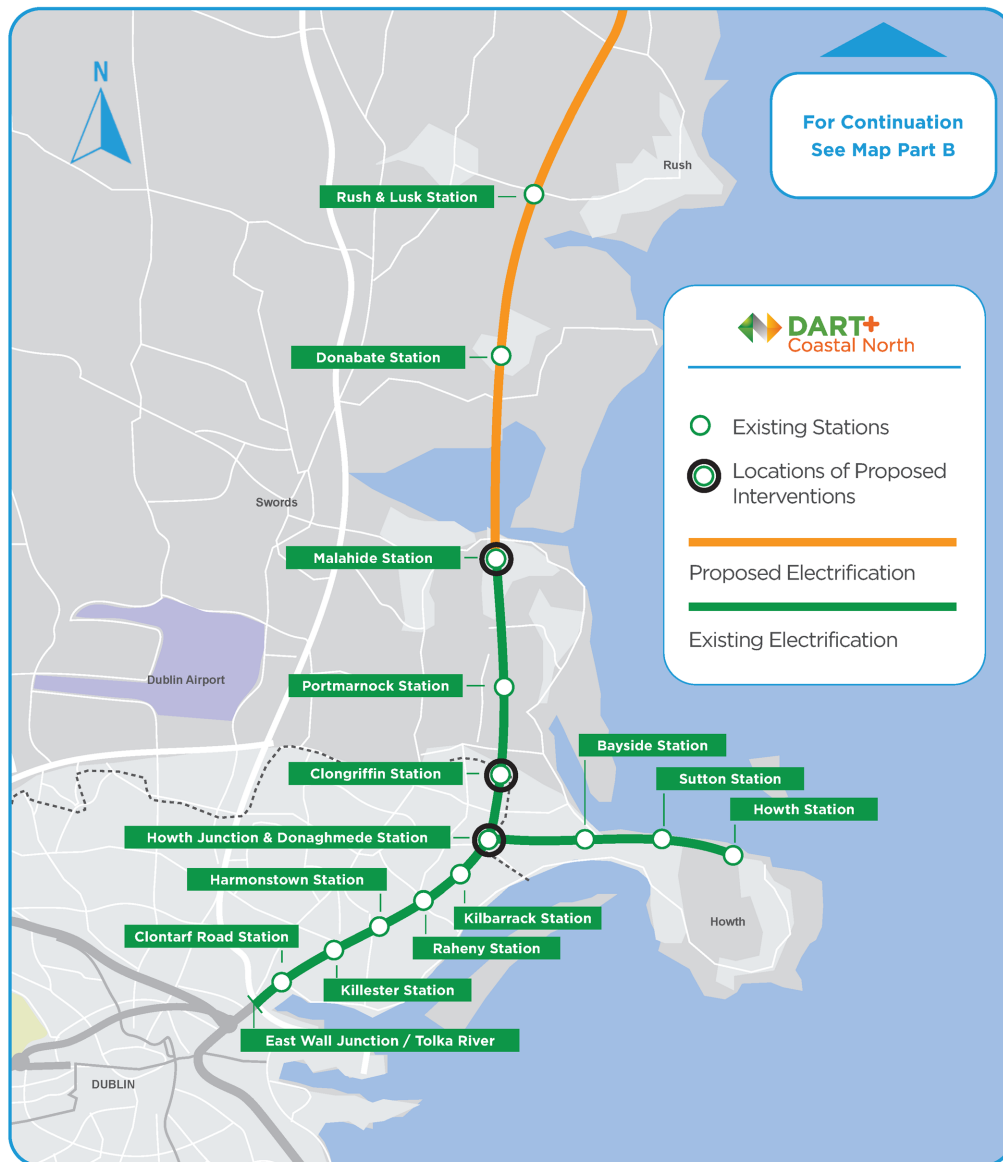 N
For Continuation
See Map Part B
Rush
Rush & Lusk Station
DART+
Coastal North
Donabate Station
Existing Stations
Locations of Proposed
Interventions
Swords
Proposed Electrification
Malahide Station
Existing Electrification
Dublin Airport
Portmarnock Station
Bayside Station
Clongriffin Station
Sutton Station
Howth Station
Howth Junction & Donaghmede Station
Harmonstown Station
Kilbarrack Station
Howth
Clontarf Road Station
Raheny Station
Killester Station
East Wall Junction / Tolka River
DUBLIN